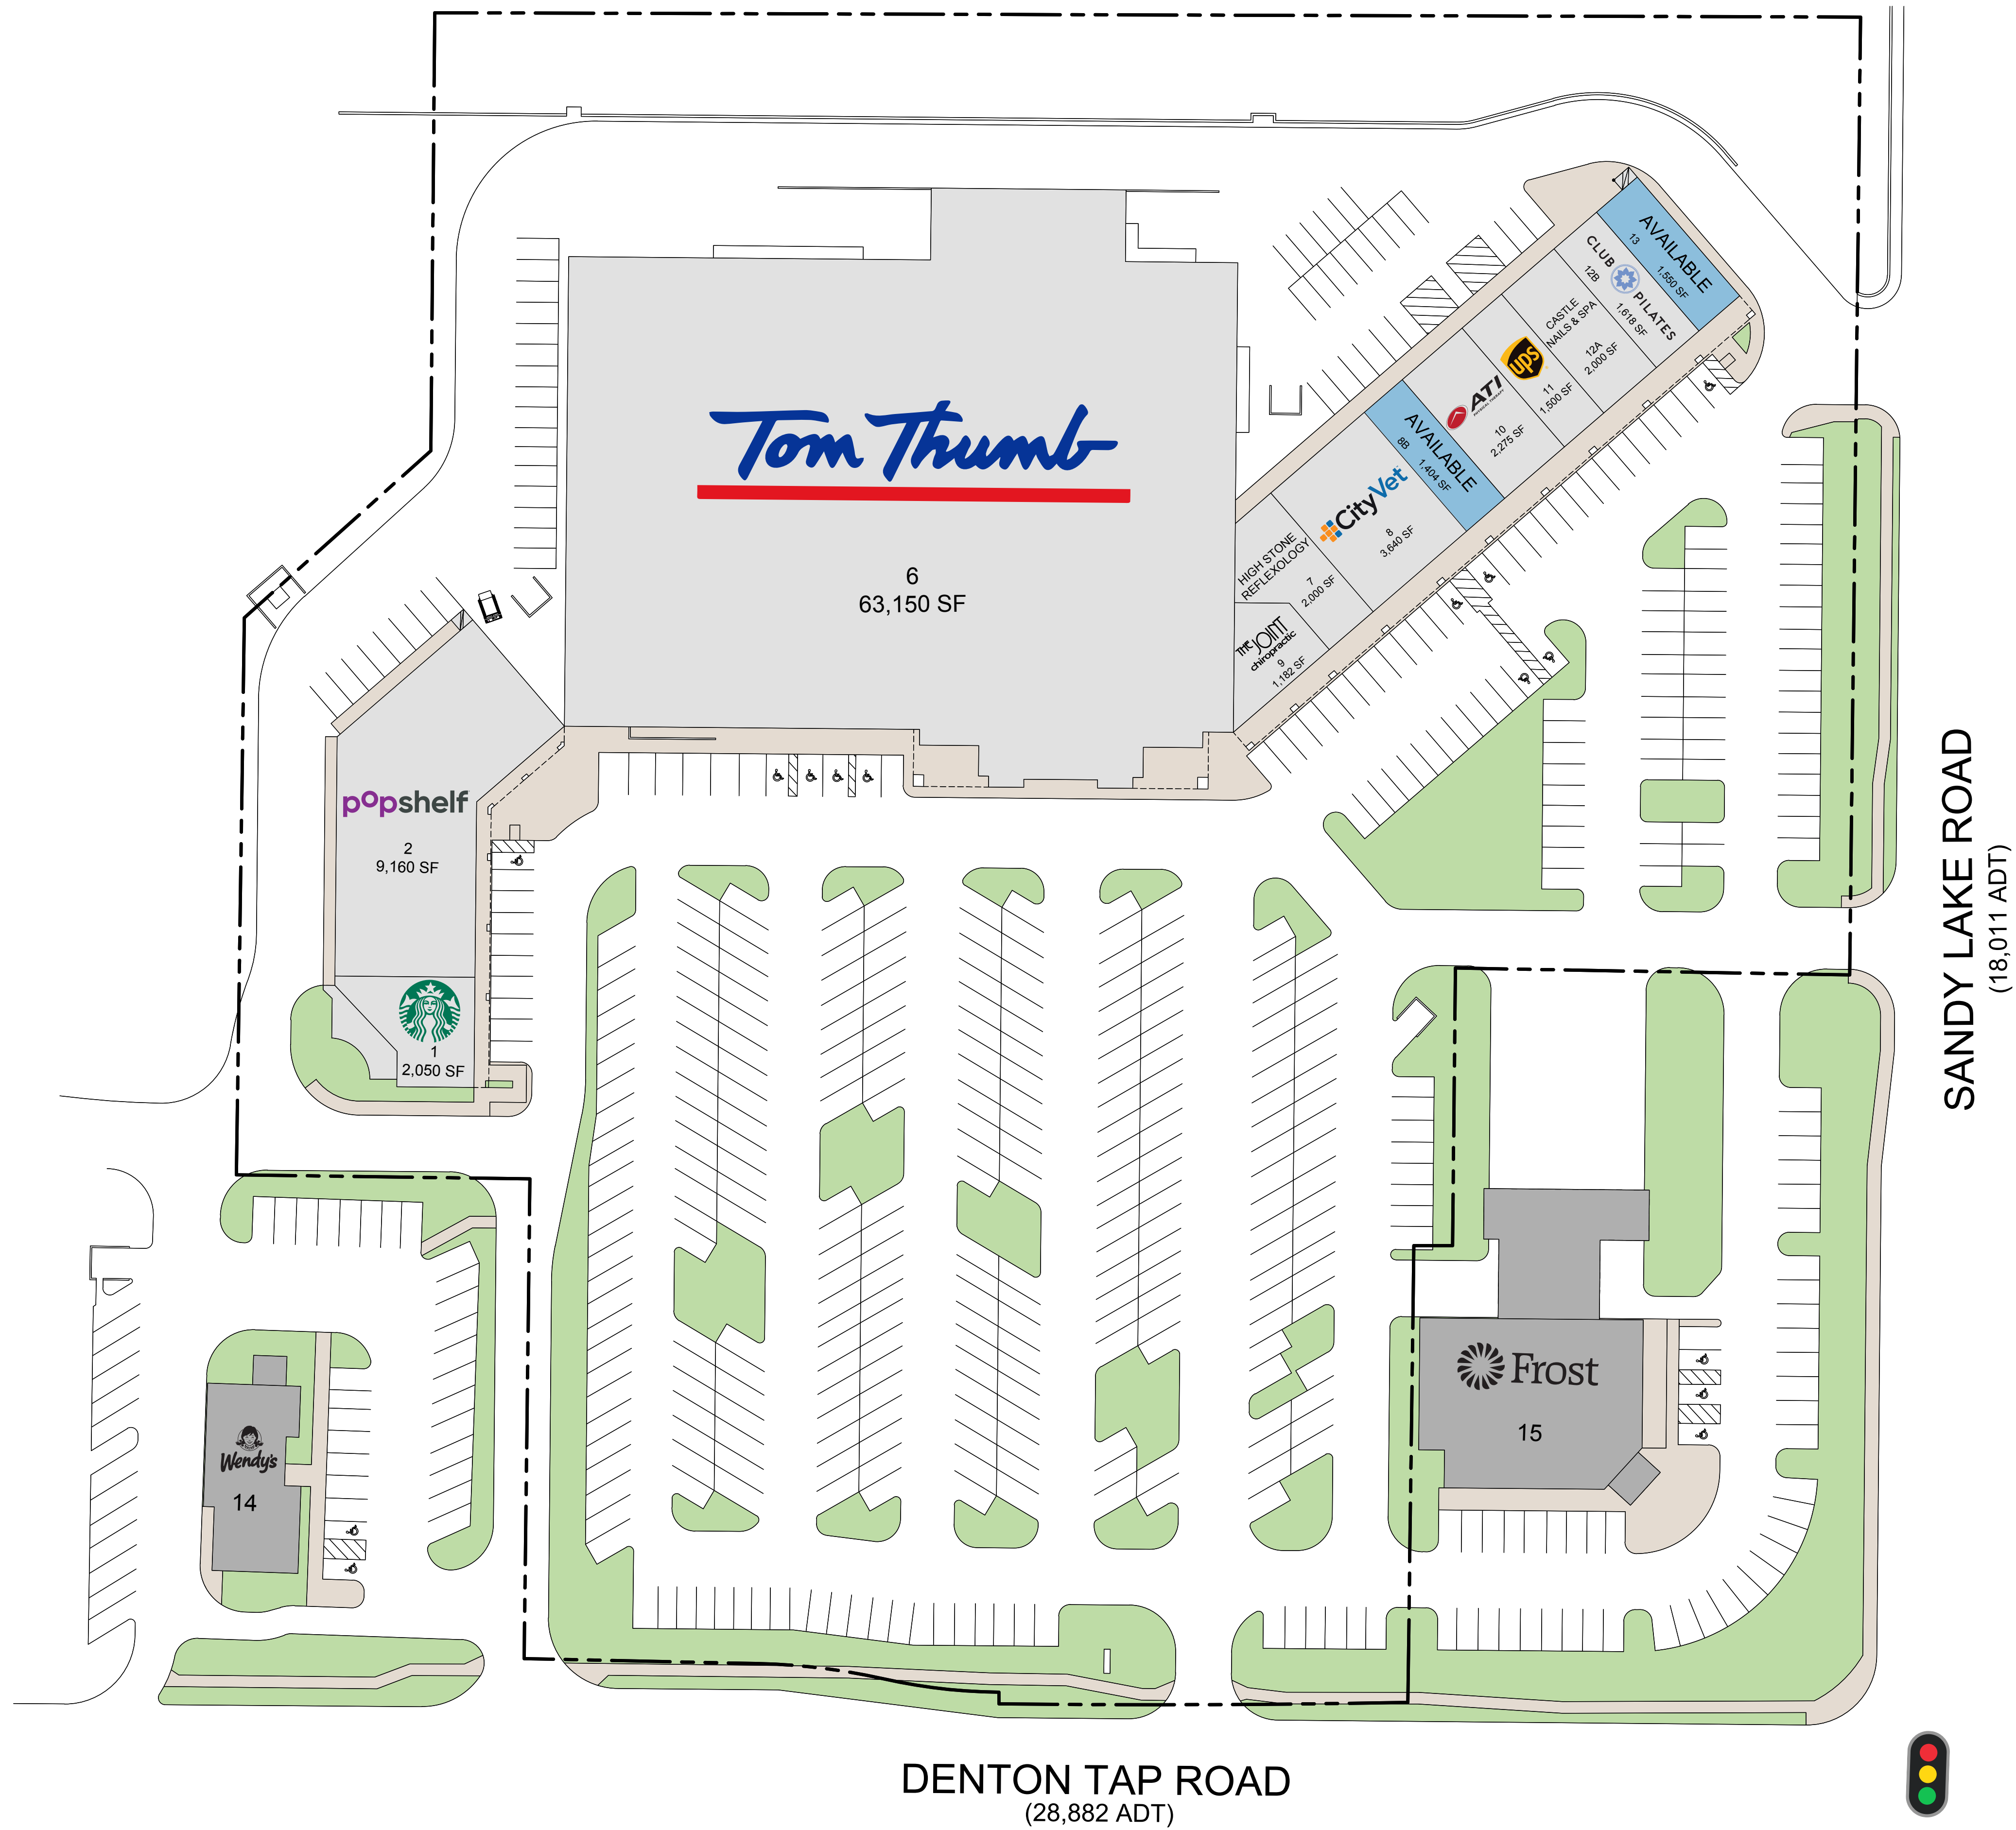 AVAILABLE
13
1,550 SF
CLUB
PILATES
12B
1,618 SF
CASTLE
NAILS & SPA
12A
2,000 SF
ups
11
1,500 SF
ATI
PHYSICAL THERAPY
10
2,275 SF
AVAILABLE
8B
1,404 SF
CityVet
8
3,640 SF
HIGH STONE
REFLEXOLOGY
7
2,000 SF
THE JOINT
chiropractic
9
1,182 SF
Tom Thumb
6
63,150 SF
popshelf
2
9,160 SF
1
2,050 SF
Wendy's
14
Frost
15
SANDY LAKE ROAD
(18,011 ADT)
DENTON TAP ROAD
(28,882 ADT)